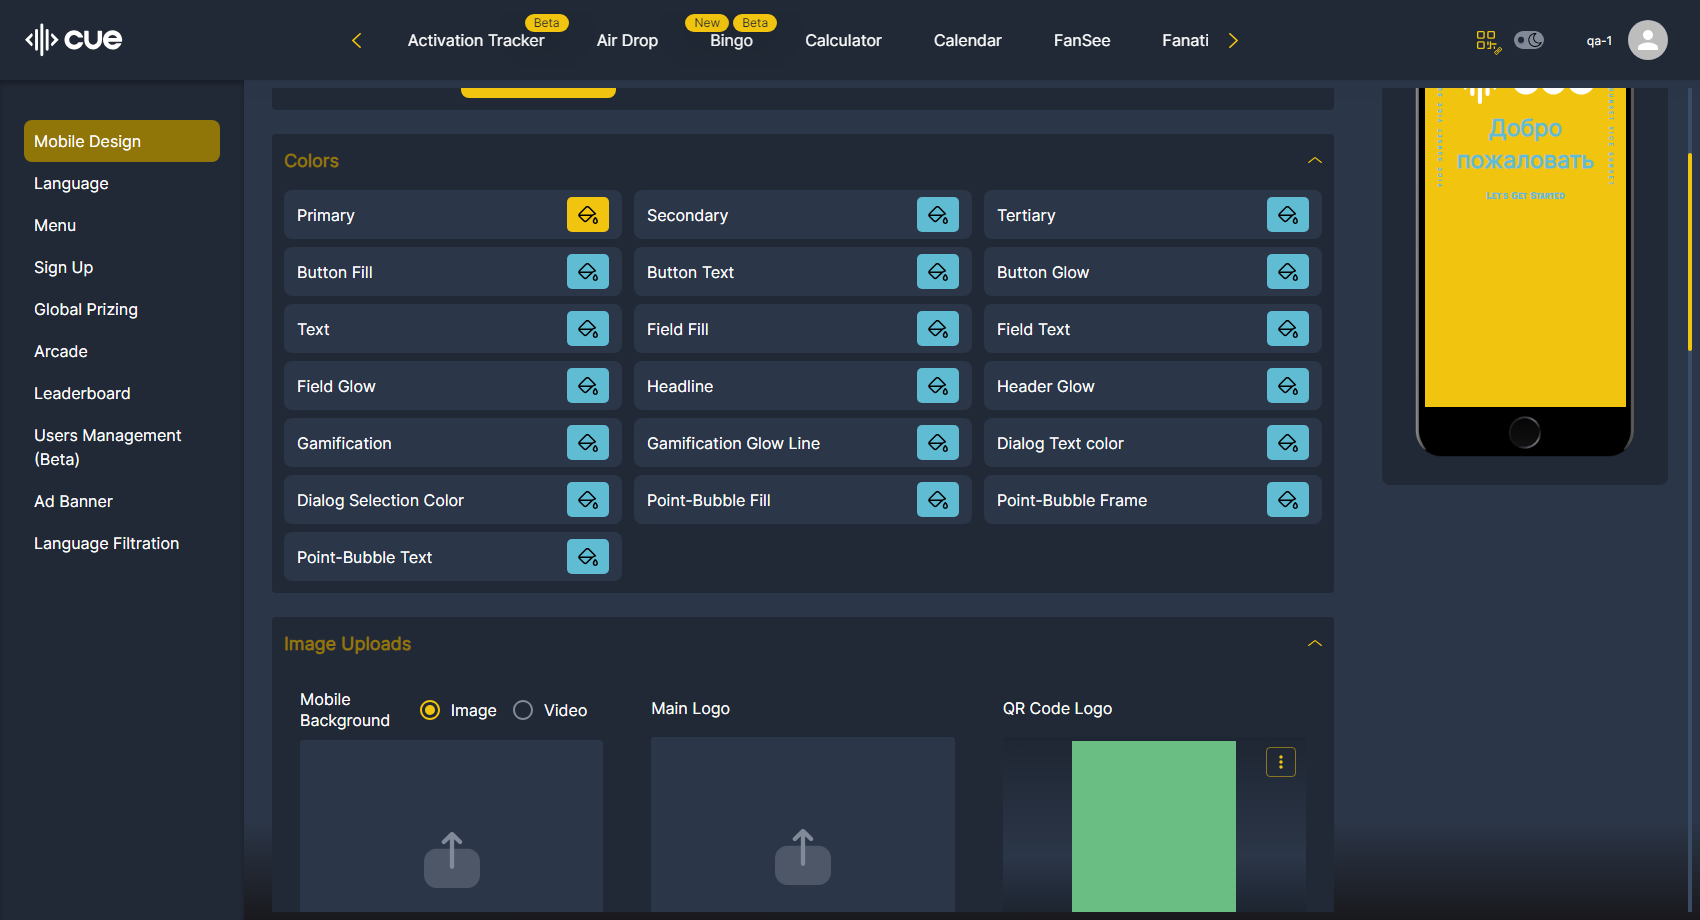 cue
Beta
New
Beta
Activation Tracker
Air Drop
Bingo
Calculator
Calendar
FanSee
Fanati
qa-1
Mobile Design
Language
Menu
Sign Up
Global Prizing
Arcade
Leaderboard
Users Management
(Beta)
Ad Banner
Language Filtration
Colors
Primary
Secondary
Tertiary
Button Fill
Button Text
Button Glow
Text
Field Fill
Field Text
Field Glow
Headline
Header Glow
Gamification
Gamification Glow Line
Dialog Text color
Dialog Selection Color
Point-Bubble Fill
Point-Bubble Frame
Point-Bubble Text
Image Uploads
Mobile
Background
Image
Video
Main Logo
QR Code Logo
Добро
пожаловать
Let's Get Started